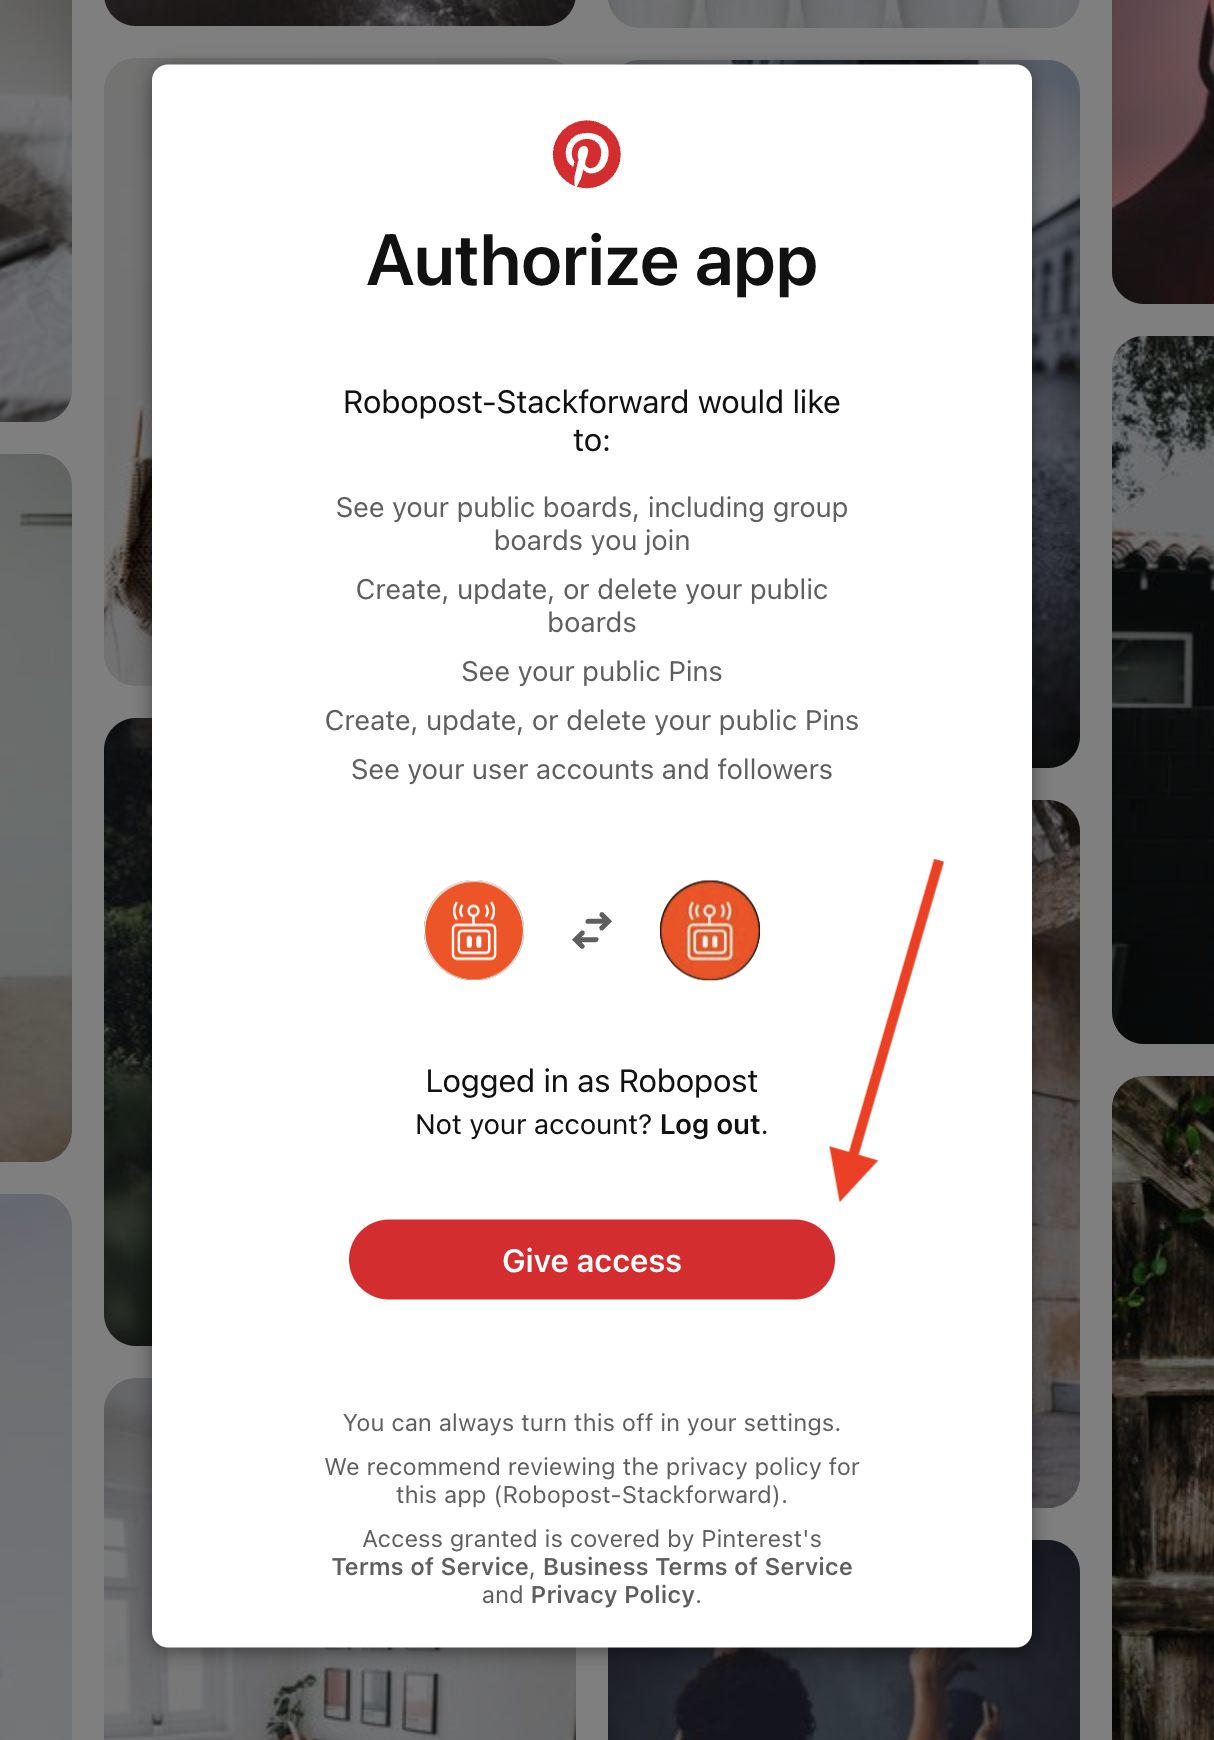 Authorize app
Robopost-Stackforward would like
to:
See your public boards, including group
boards you join
Create, update, or delete your public
boards
See your public Pins
Create, update, or delete your public Pins
See your user accounts and followers
Logged in as Robopost
Not your account? Log out.
Give access
You can always turn this off in your settings.
We recommend reviewing the privacy policy for
this app (Robopost-Stackforward).
Access granted is covered by Pinterest's
Terms of Service, Business Terms of Service
and Privacy Policy.